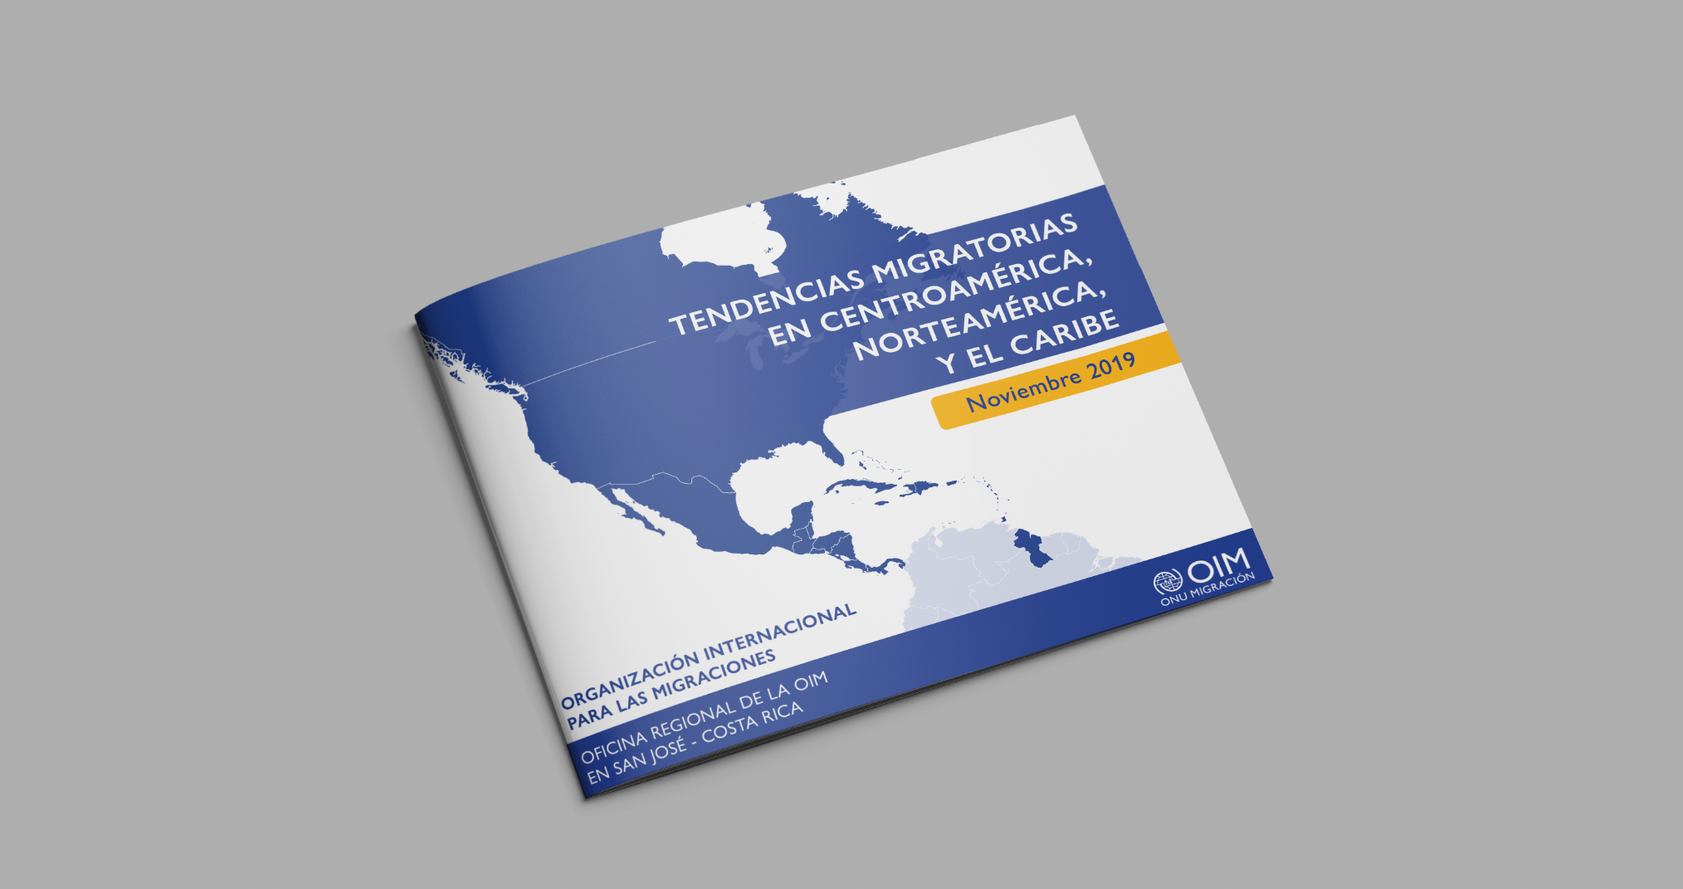 TENDENCIAS MIGRATORIAS
EN CENTROAMÉRICA,
NORTEAMÉRICA,
Y EL CARIBE
Noviembre 2019
ORGANIZACIÓN INTERNACIONAL
PARA LAS MIGRACIONES
OFICINA REGIONAL DE LA OIM
EN SAN JOSÉ - COSTA RICA
OIM
ONU MIGRACIÓN